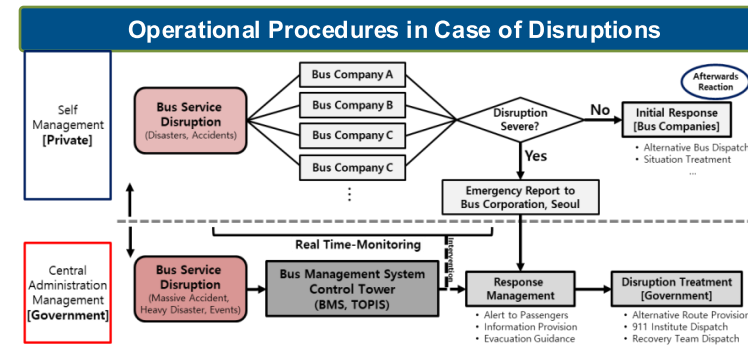 Operational Procedures in Case of Disruptions
Self
Management
[Private]
Bus Service
Disruption
(Disasters, Accidents)
Bus Company A
Bus Company B
Bus Company C
Bus Company C
⋮
Disruption
Severe?
No
Yes
Afterwards
Reaction
Initial Response
[Bus Companies]
• Alternative Bus Dispatch
• Situation Treatment
...
Emergency Report to
Bus Corporation, Seoul
Real Time-Monitoring
Intervention
Central
Administration
Management
[Government]
Bus Service
Disruption
(Massive Accident,
Heavy Disaster, Events)
Bus Management System
Control Tower
(BMS, TOPIS)
Response
Management
• Alert to Passengers
• Information Provision
• Evacuation Guidance
Disruption Treatment
[Government]
• Alternative Route Provision
• 911 Institute Dispatch
• Recovery Team Dispatch